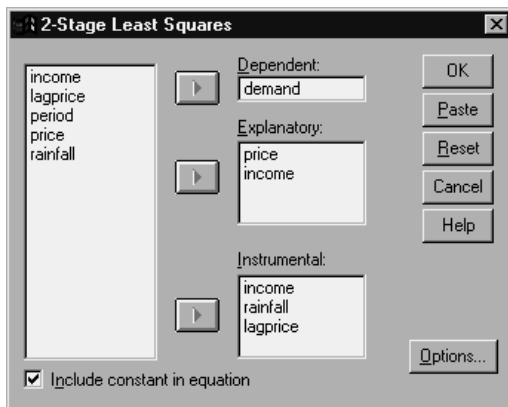 2-Stage Least Squares
income
lagprice
period
price
rainfall
Dependent:
demand
Explanatory:
price
income
Instrumental:
income
rainfall
lagprice
Include constant in equation
OK
Paste
Reset
Cancel
Help
Options...